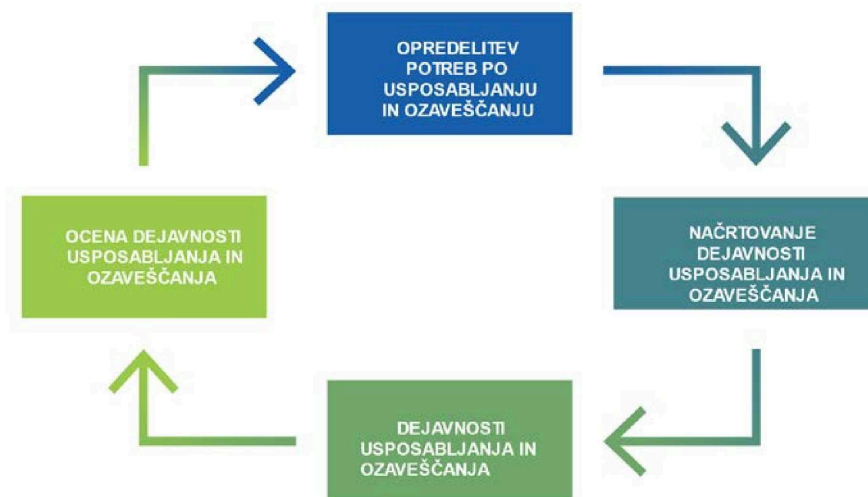 OPREDELITEV
POTREB PO
USPOSABLJANJU
IN OZAVEŠČANJU
NAČRTOVANJE
DEJAVNOSTI
USPOSABLJANJA IN
OZAVEŠČANJA
DEJAVNOSTI
USPOSABLJANJA IN
OZAVEŠČANJA
OCENA DEJAVNOSTI
USPOSABLJANJA IN
OZAVEŠČANJA